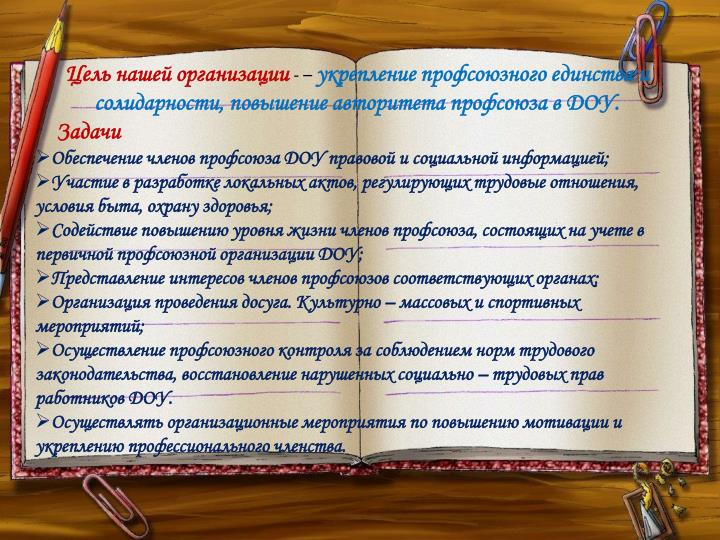 Цель нашей организации - – укрепление профсоюзного единства и
солидарности, повышение авторитета профсоюза в ДОУ.
Задачи
➢Обеспечение членов профсоюза ДОУ правовой и социальной информацией;
➢Участие в разработке локальных актов, регулирующих трудовые отношения,
условия быта, охрану здоровья;
➢Содействие повышению уровня жизни членов профсоюза, состоящих на учете в
первичной профсоюзной организации ДОУ;
➢Представление интересов членов профсоюзов соответствующих органах;
➢Организация проведения досуга. Культурно – массовых и спортивных
мероприятий;
➢Осуществление профсоюзного контроля за соблюдением норм трудового
законодательства, восстановление нарушенных социально – трудовых прав
работников ДОУ.
➢Осуществлять организационные мероприятия по повышению мотивации и
укреплению профессионального членства.